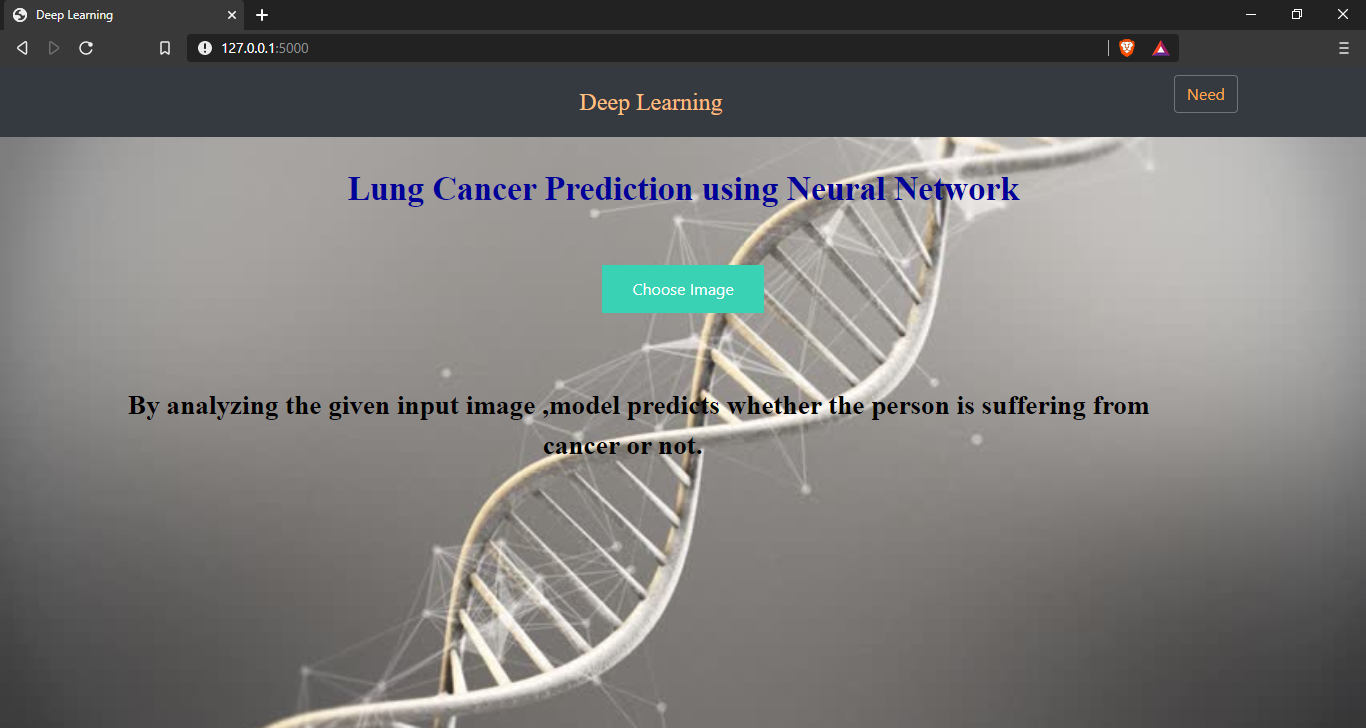 Deep Learning
127.0.0.1:5000
Deep Learning
Need
Lung Cancer Prediction using Neural Network
Choose Image
By analyzing the given input image ,model predicts whether the person is suffering from
cancer or not.